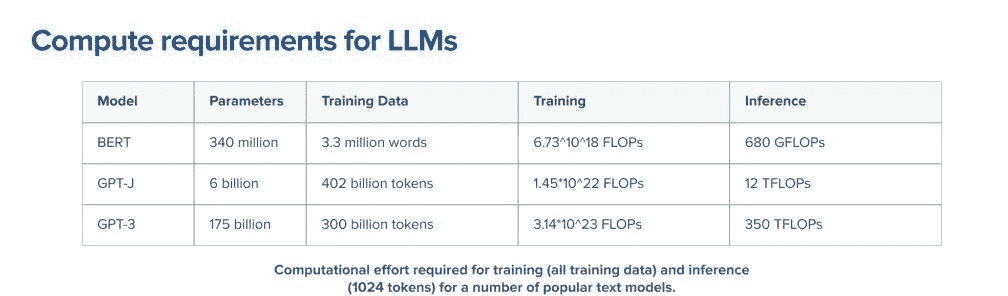 Compute requirements for LLMs
Model Parameters Training Data Training Inference
BERT 340 million 3.3 million words 6.73^10^18 FLOPs 680 GFLOPs
GPT-J 6 billion 402 billion tokens 1.45*10^22 FLOPs 12 TFLOPs
GPT-3 175 billion 300 billion tokens 3.14*10^23 FLOPs 350 TFLOPs
Computational effort required for training (all training data) and inference
(1024 tokens) for a number of popular text models.